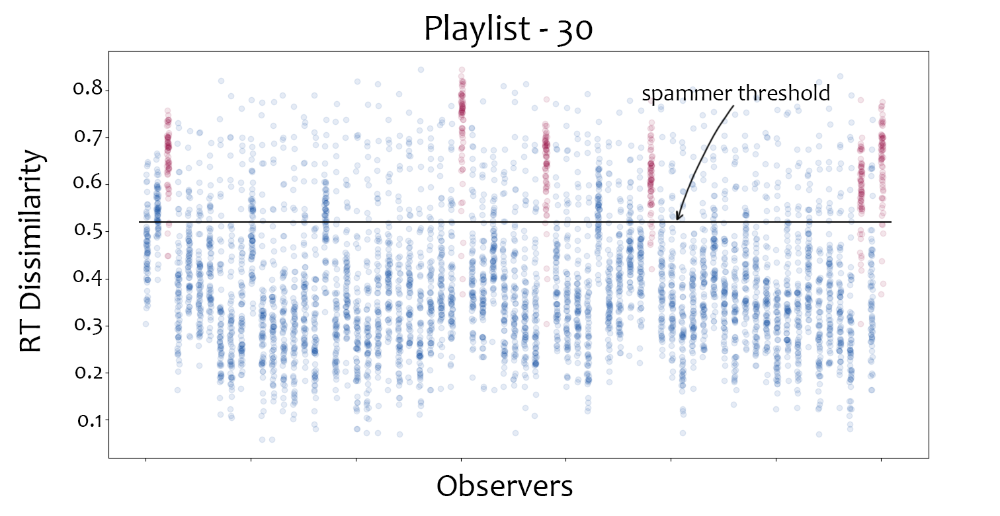 Playlist - 30
spammer threshold
RT Dissimilarity
0.8
0.7
0.6
0.5
0.4
0.3
0.2
0.1
Observers